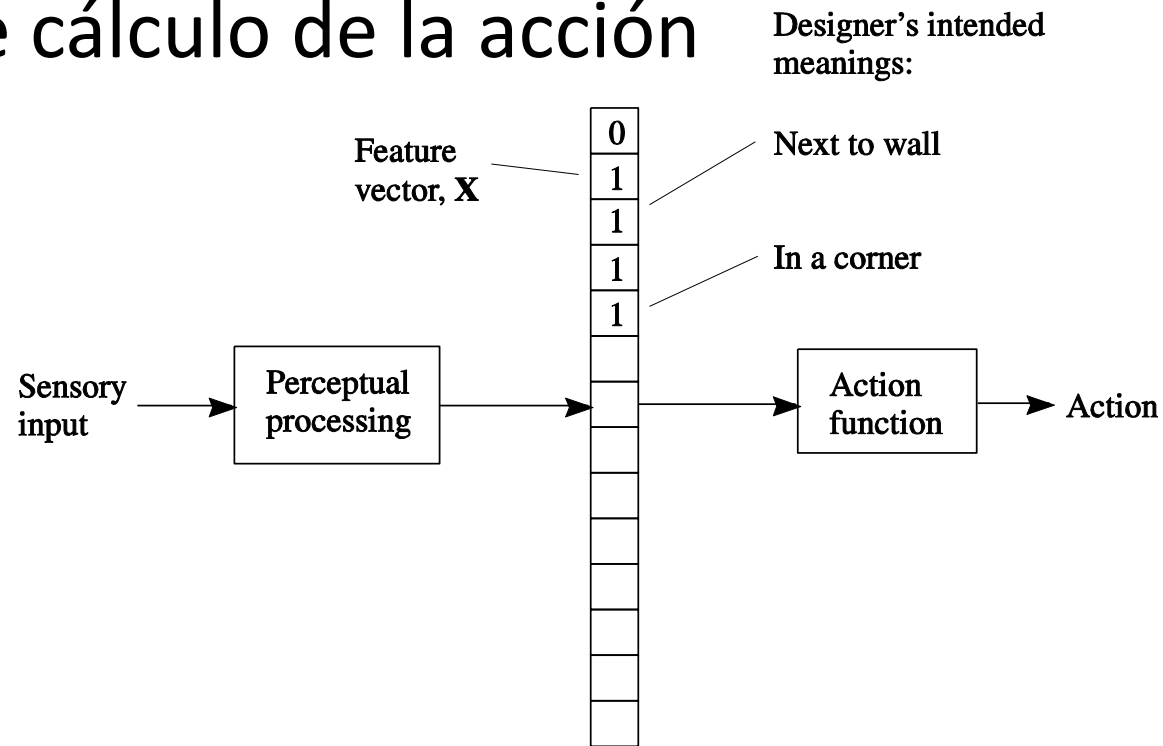 e cálculo de la acción
Designer's intended
meanings:
Feature
vector, X
0
1
1
1
1
Next to wall
In a corner
Sensory
input
Perceptual
processing
Action
function
Action